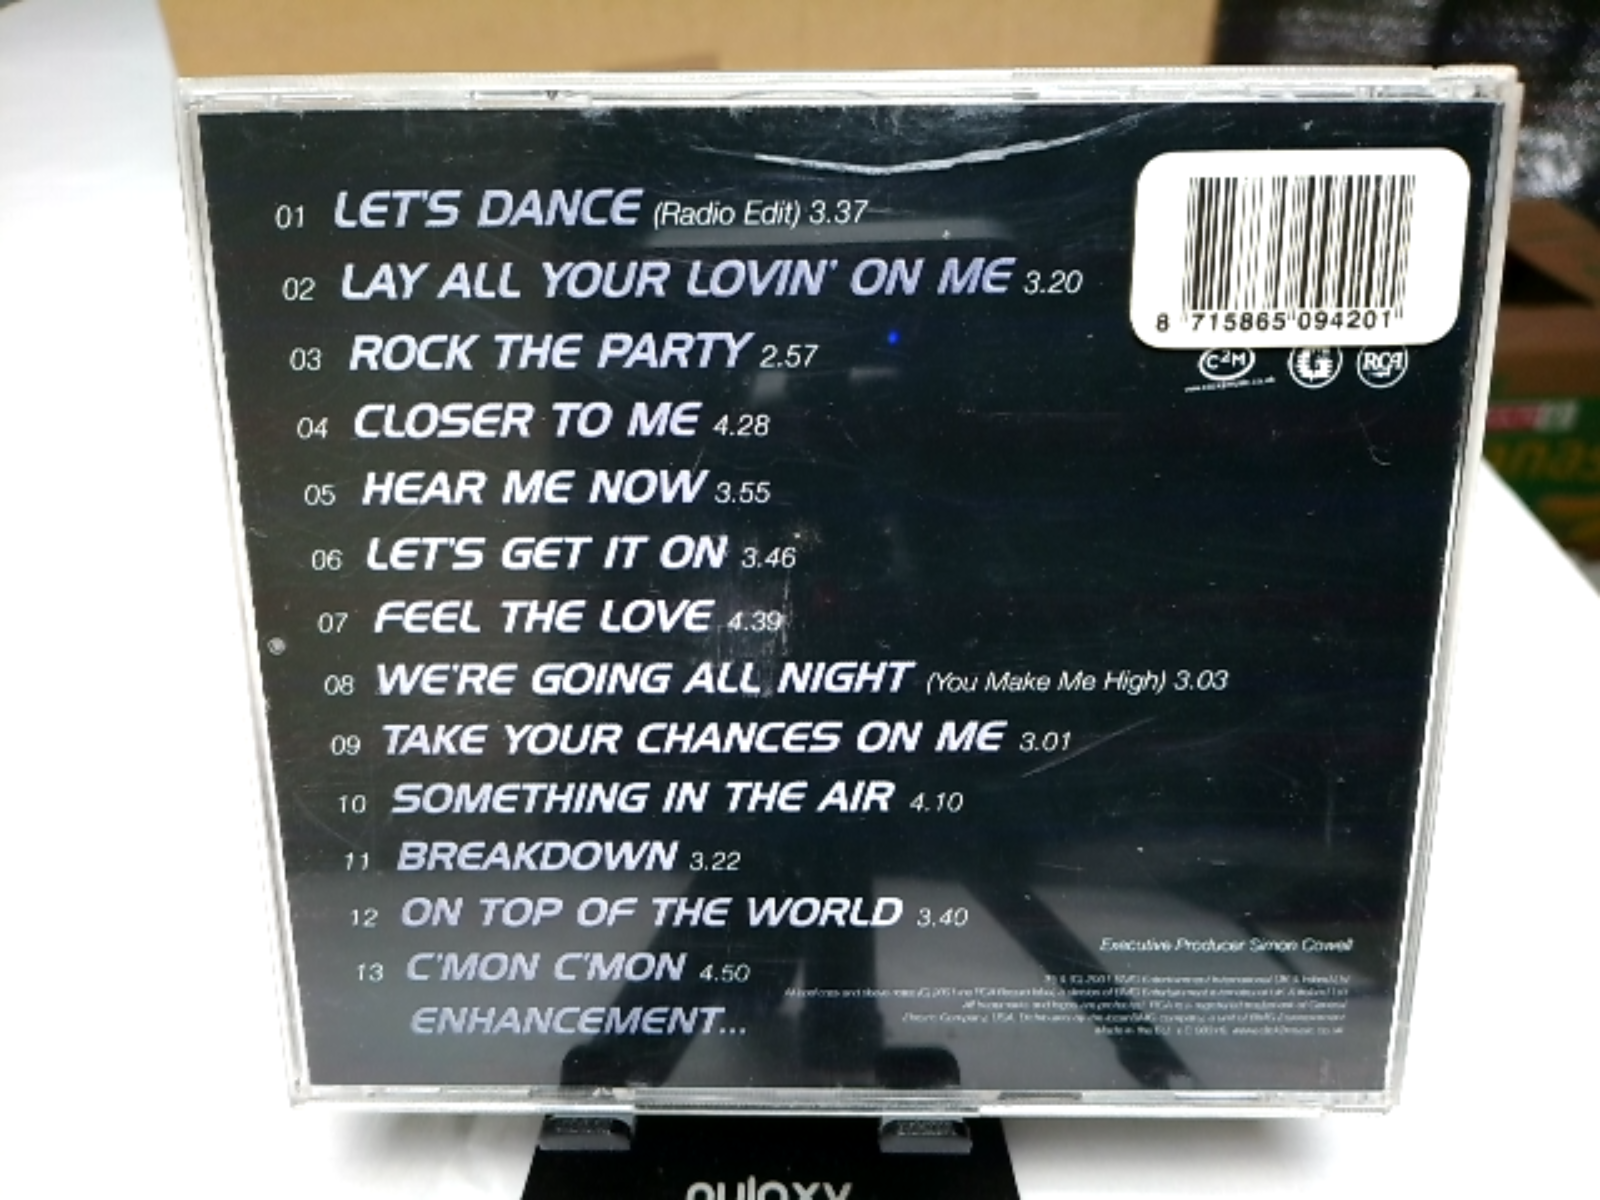 01 LET'S DANCE (Radio Edit) 3.37
02 LAY ALL YOUR LOVIN' ON ME 3.20
03 ROCK THE PARTY 2.57
04 CLOSER TO ME 4.28
05 HEAR ME NOW 3.55
06 LET'S GET IT ON 3.46
07 FEEL THE LOVE 4.39
08 WE'RE GOING ALL NIGHT (You Make Me High) 3.03
09 TAKE YOUR CHANCES ON ME 3.01
10 SOMETHING IN THE AIR 4.10
11 BREAKDOWN 3.22
12 ON TOP OF THE WORLD 3.40
13 C'MON C'MON 4.50
ENHANCEMENT...
8 715865 094201
C2M
RCA
Executive Producer Simon Cowell